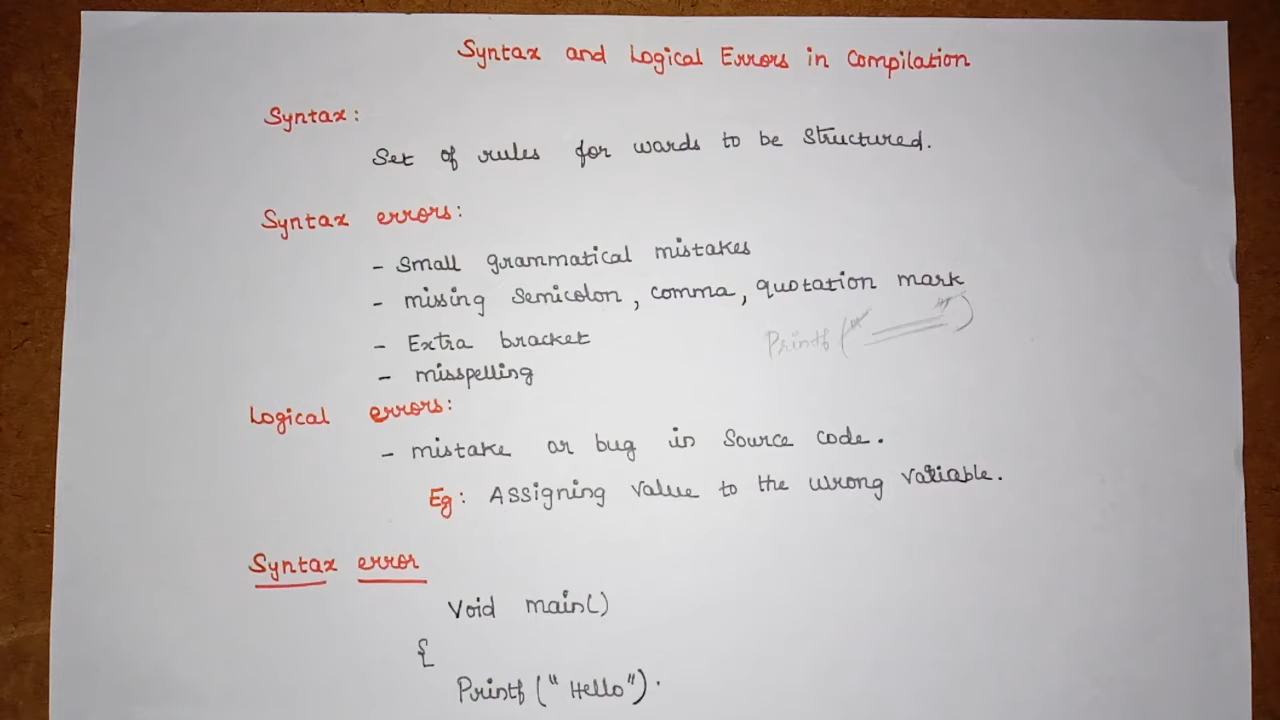 Syntax and Logical Errors in Compilation
Syntax:
Set of rules for words to be structured.
Syntax errors:
- Small grammatical mistakes
- missing Semicolon, comma, quotation mark
- Extra bracket
Printf (" ")
- misspelling
Logical errors:
- mistake or bug in Source code.
Eg: Assigning value to the wrong variable.
Syntax error
Void main()
{
Printf ("Hello").